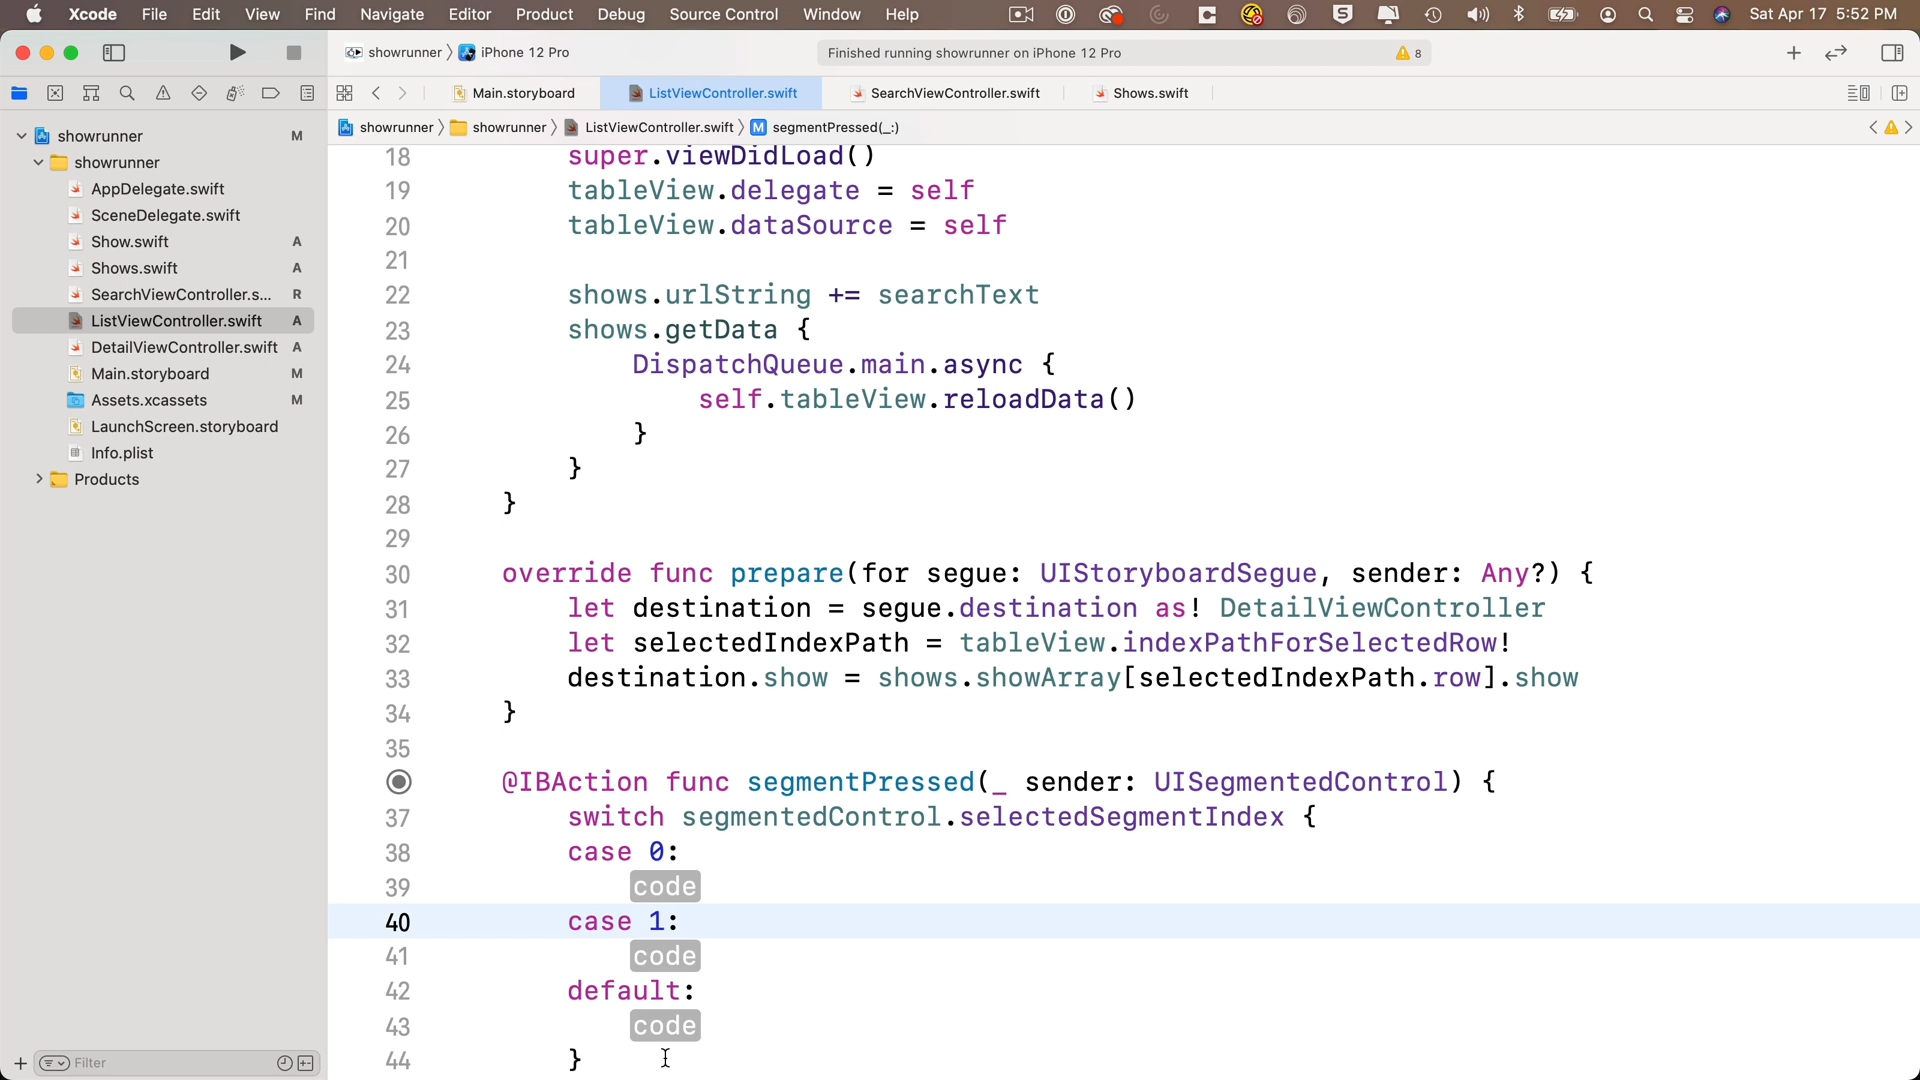 Xcode File Edit View Find Navigate Editor Product Debug Source Control Window Help Sat Apr 17 5:52 PM
showrunner iPhone 12 Pro Finished running showrunner on iPhone 12 Pro 8
Main.storyboard ListViewController.swift SearchViewController.swift Shows.swift
showrunner showrunner ListViewController.swift M segmentPressed(_:)
showrunner M
showrunner
AppDelegate.swift
SceneDelegate.swift
Show.swift A
Shows.swift A
SearchViewController.s... R
ListViewController.swift A
DetailViewController.swift A
Main.storyboard M
Assets.xcassets M
LaunchScreen.storyboard
Info.plist
Products
Filter
18 super.viewDidLoad()
19 tableView.delegate = self
20 tableView.dataSource = self
21
22 shows.urlString += searchText
23 shows.getData {
24 DispatchQueue.main.async {
25 self.tableView.reloadData()
26 }
27 }
28 }
29
30 override func prepare(for segue: UIStoryboardSegue, sender: Any?) {
31 let destination = segue.destination as! DetailViewController
32 let selectedIndexPath = tableView.indexPathForSelectedRow!
33 destination.show = shows.showArray[selectedIndexPath.row].show
34 }
35
@IBAction func segmentPressed(_ sender: UISegmentedControl) {
37 switch segmentedControl.selectedSegmentIndex {
38 case 0:
39 code
40 case 1:
41 code
42 default:
43 code
44 }